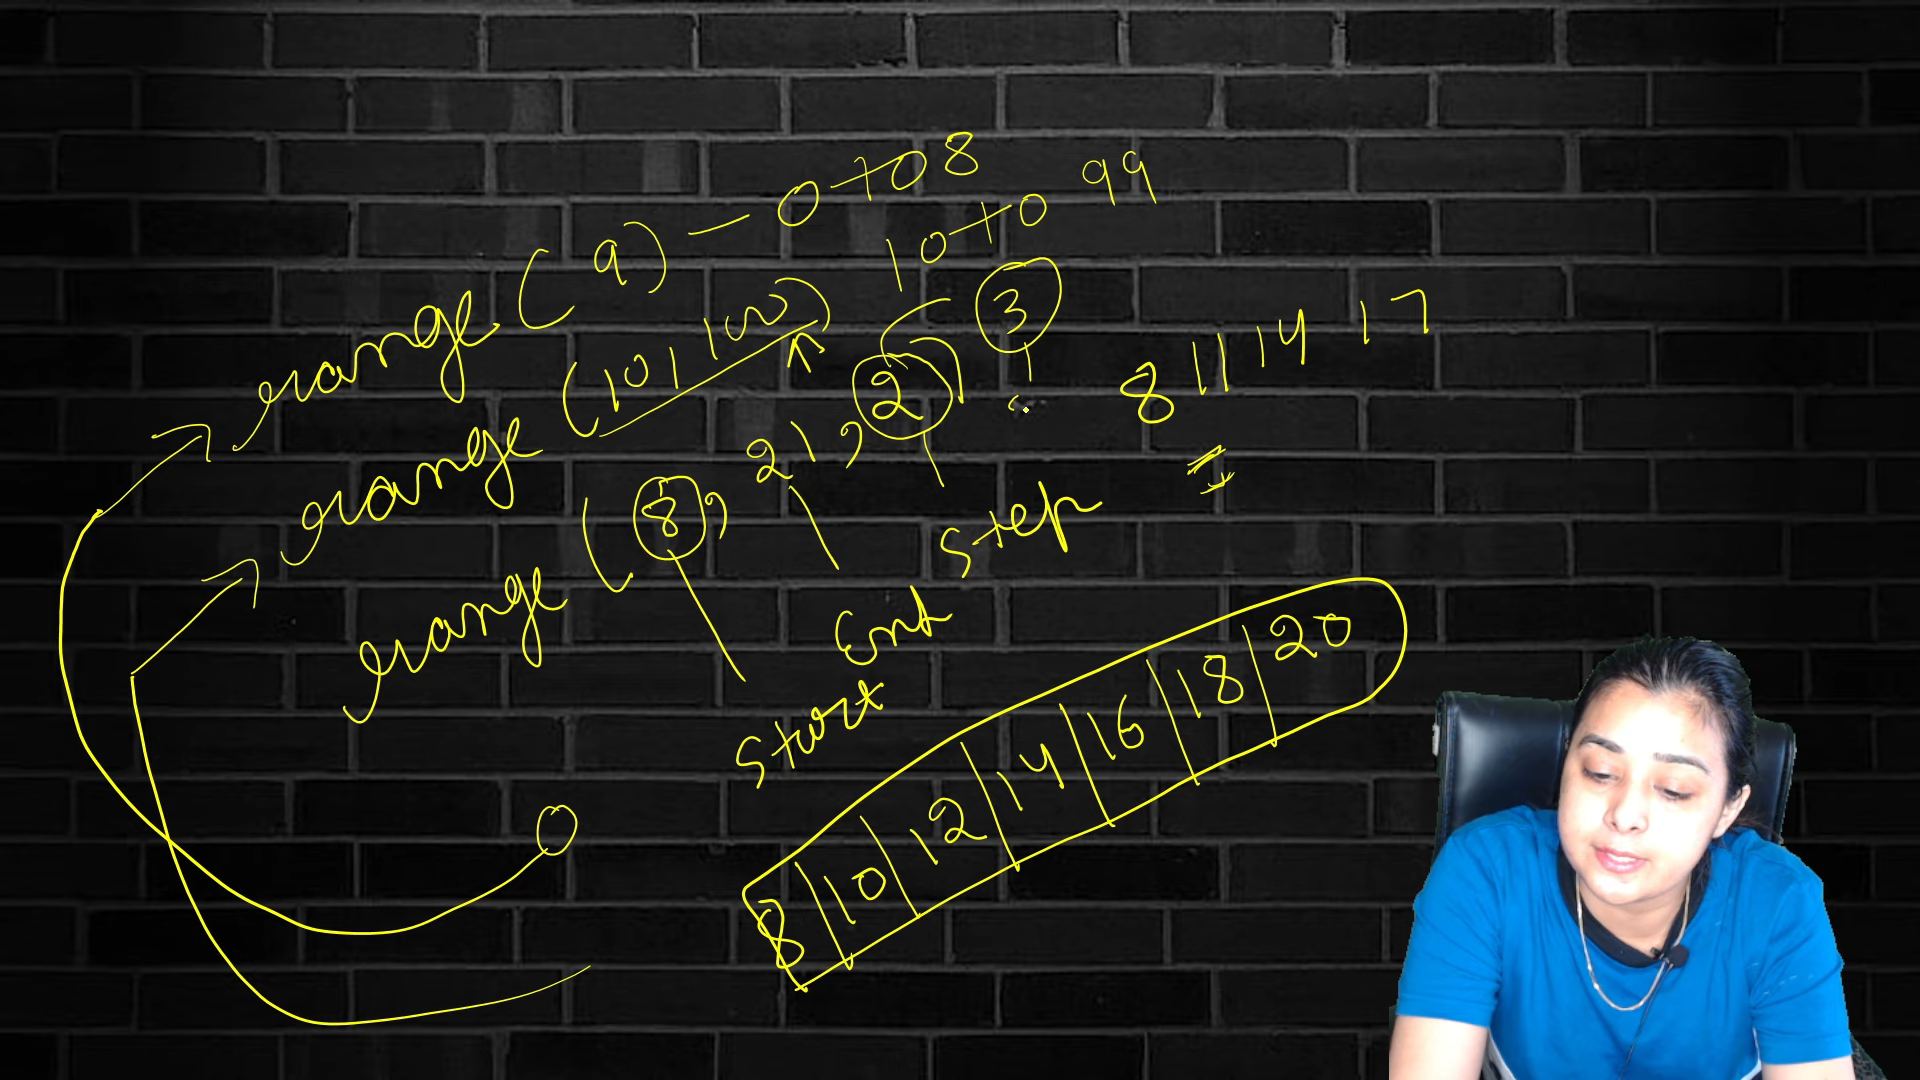 range (9) — 0 to 8
range (10, 100) 10 to 99
range (8, 21, 2) 3 8 11 14 17
Start End Step
8 10 12 14 16 18 20
0